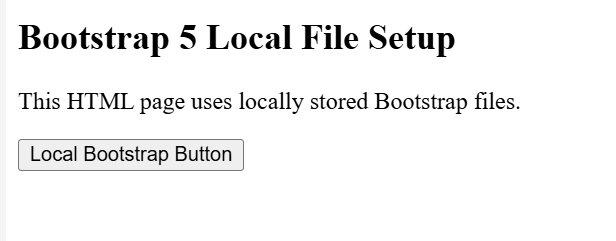 Bootstrap 5 Local File Setup
This HTML page uses locally stored Bootstrap files.
Local Bootstrap Button